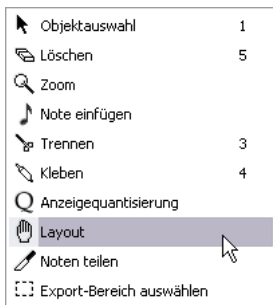 Objektauswahl 1
Löschen 5
Zoom
Note einfügen
Trennen 3
Kleben 4
Q Anzeigequantisierung
Layout
Noten teilen
Export-Bereich auswählen